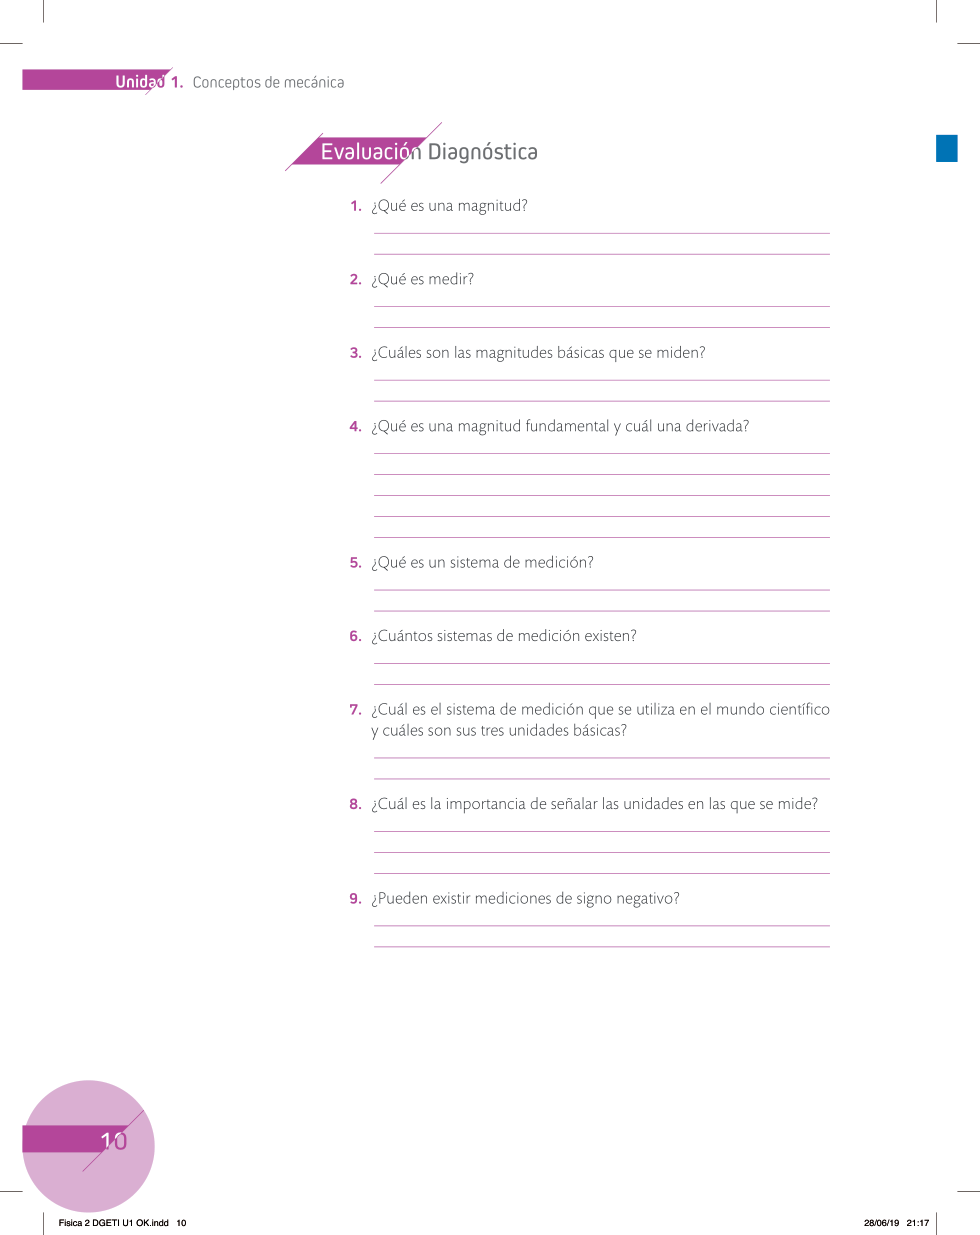 Unidad 1. Conceptos de mecánica
Evaluación Diagnóstica
1. ¿Qué es una magnitud?
2. ¿Qué es medir?
3. ¿Cuáles son las magnitudes básicas que se miden?
4. ¿Qué es una magnitud fundamental y cuál una derivada?
5. ¿Qué es un sistema de medición?
6. ¿Cuántos sistemas de medición existen?
7. ¿Cuál es el sistema de medición que se utiliza en el mundo científico
y cuáles son sus tres unidades básicas?
8. ¿Cuál es la importancia de señalar las unidades en las que se mide?
9. ¿Pueden existir mediciones de signo negativo?
10
Fisica 2 DGETI U1 OK.indd 10
28/06/19 21:17